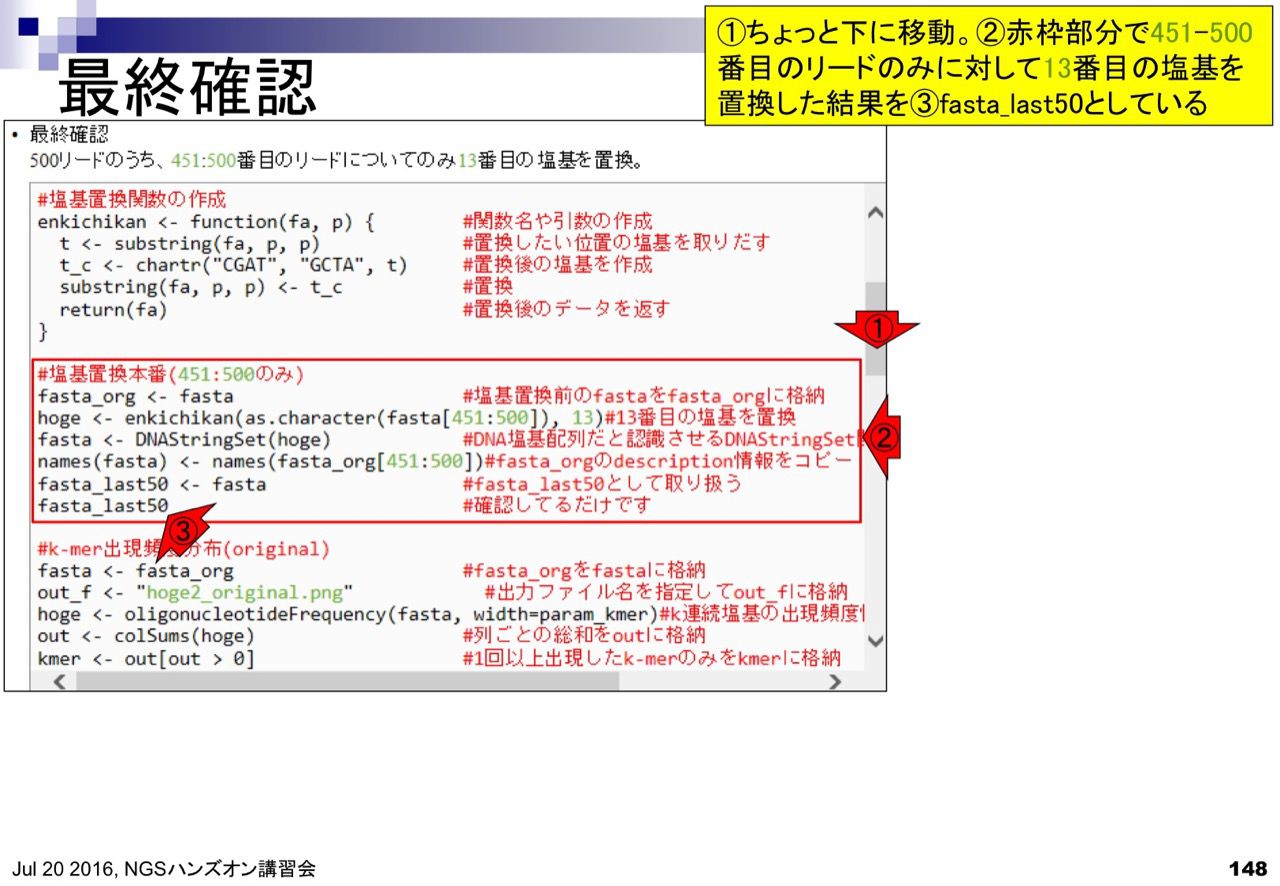 ①ちょっと下に移動。②赤枠部分で451-500
番目のリードのみに対して13番目の塩基を
置換した結果を③fasta_last50としている
最終確認
• 最終確認
500リードのうち、451:500番目のリードについてのみ13番目の塩基を置換。
#塩基置換関数の作成
enkichikan <- function(fa, p) { #関数名や引数の作成
t <- substring(fa, p, p) #置換したい位置の塩基を取りだす
t_c <- chartr("CGAT", "GCTA", t) #置換後の塩基を作成
substring(fa, p, p) <- t_c #置換
return(fa) #置換後のデータを返す
}
①
#塩基置換本番(451:500のみ)
fasta_org <- fasta #塩基置換前のfastaをfasta_orgに格納
hoge <- enkichikan(as.character(fasta[451:500]), 13)#13番目の塩基を置換
fasta <- DNAStringSet(hoge) #DNA塩基配列だと認識させるDNAStringSet
②
names(fasta) <- names(fasta_org[451:500])#fasta_orgのdescription情報をコピー
fasta_last50 <- fasta #fasta_last50として取り扱う
fasta_last50 #確認してるだけです
③
#k-mer出現頻度分布(original)
fasta <- fasta_org #fasta_orgをfastaに格納
out_f <- "hoge2_original.png" #出力ファイル名を指定してout_fに格納
hoge <- oligonucleotideFrequency(fasta, width=param_kmer)#k連続塩基の出現頻度
out <- colSums(hoge) #列ごとの総和をoutに格納
kmer <- out[out > 0] #1回以上出現したk-merのみをkmerに格納
Jul 20 2016, NGSハンズオン講習会
148